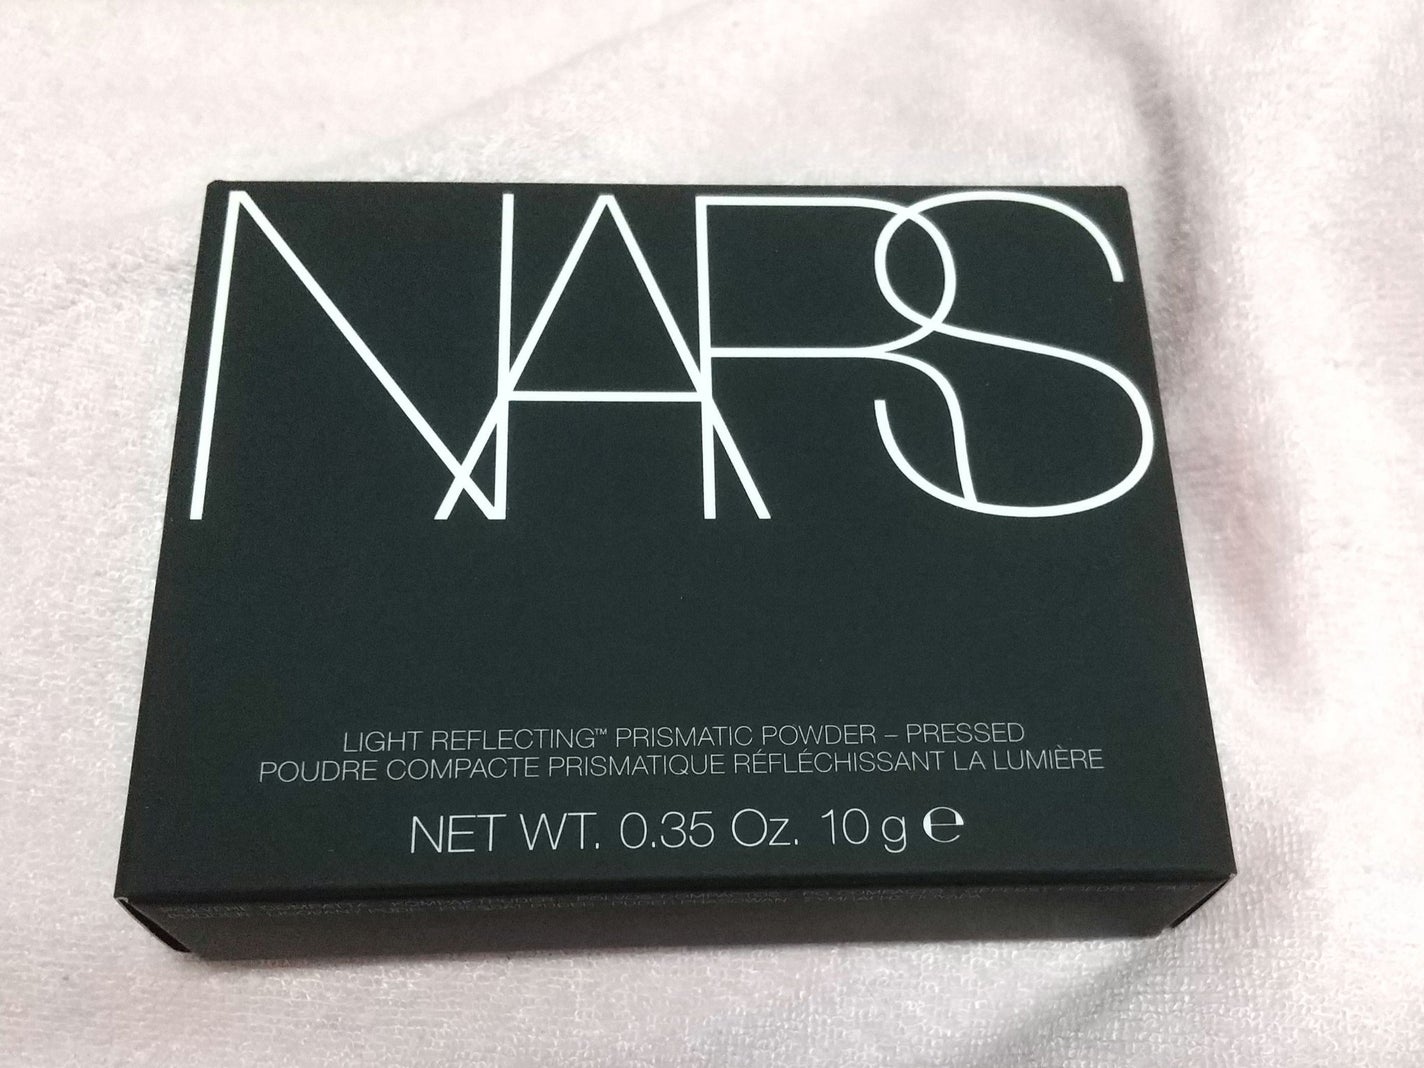 NARS
LIGHT REFLECTING™ PRISMATIC POWDER – PRESSED
POUDRE COMPACTE PRISMATIQUE RÉFLÉCHISSANT LA LUMIÈRE
NET WT. 0.35 Oz. 10 g ℮